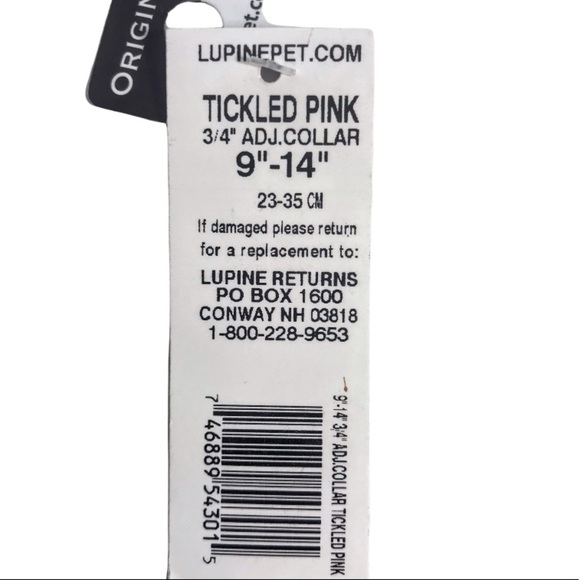 ORIGIN
et.c
LUPINEPET.COM
TICKLED PINK
3/4" ADJ.COLLAR
9"-14"
23-35 CM
If damaged please return
for a replacement to:
LUPINE RETURNS
PO BOX 1600
CONWAY NH 03818
1-800-228-9653
9"-14" 3/4" ADJ.COLLAR TICKLED PINK
7 46889 54301 5